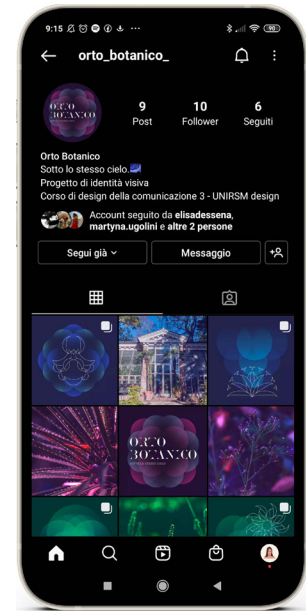 9:15
90
orto_botanico_
ORTO
BOTANICO
9
10
6
Post
Follower
Seguiti
Orto Botanico
Sotto lo stesso cielo.
Progetto di identità visiva
Corso di design della comunicazione 3 - UNIRSM design
Account seguito da elisadessena,
martyna.ugolini e altre 2 persone
Segui già
Messaggio
ORTO
BOTANICO